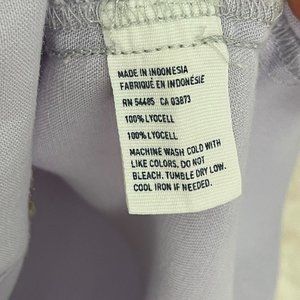 MADE IN INDONESIA
FABRIQUÉ EN INDONÉSIE
RN 54485 CA 03873
100% LYOCELL
100% LYOCELL
MACHINE WASH COLD WITH
LIKE COLORS. DO NOT
BLEACH. TUMBLE DRY LOW.
COOL IRON IF NEEDED.